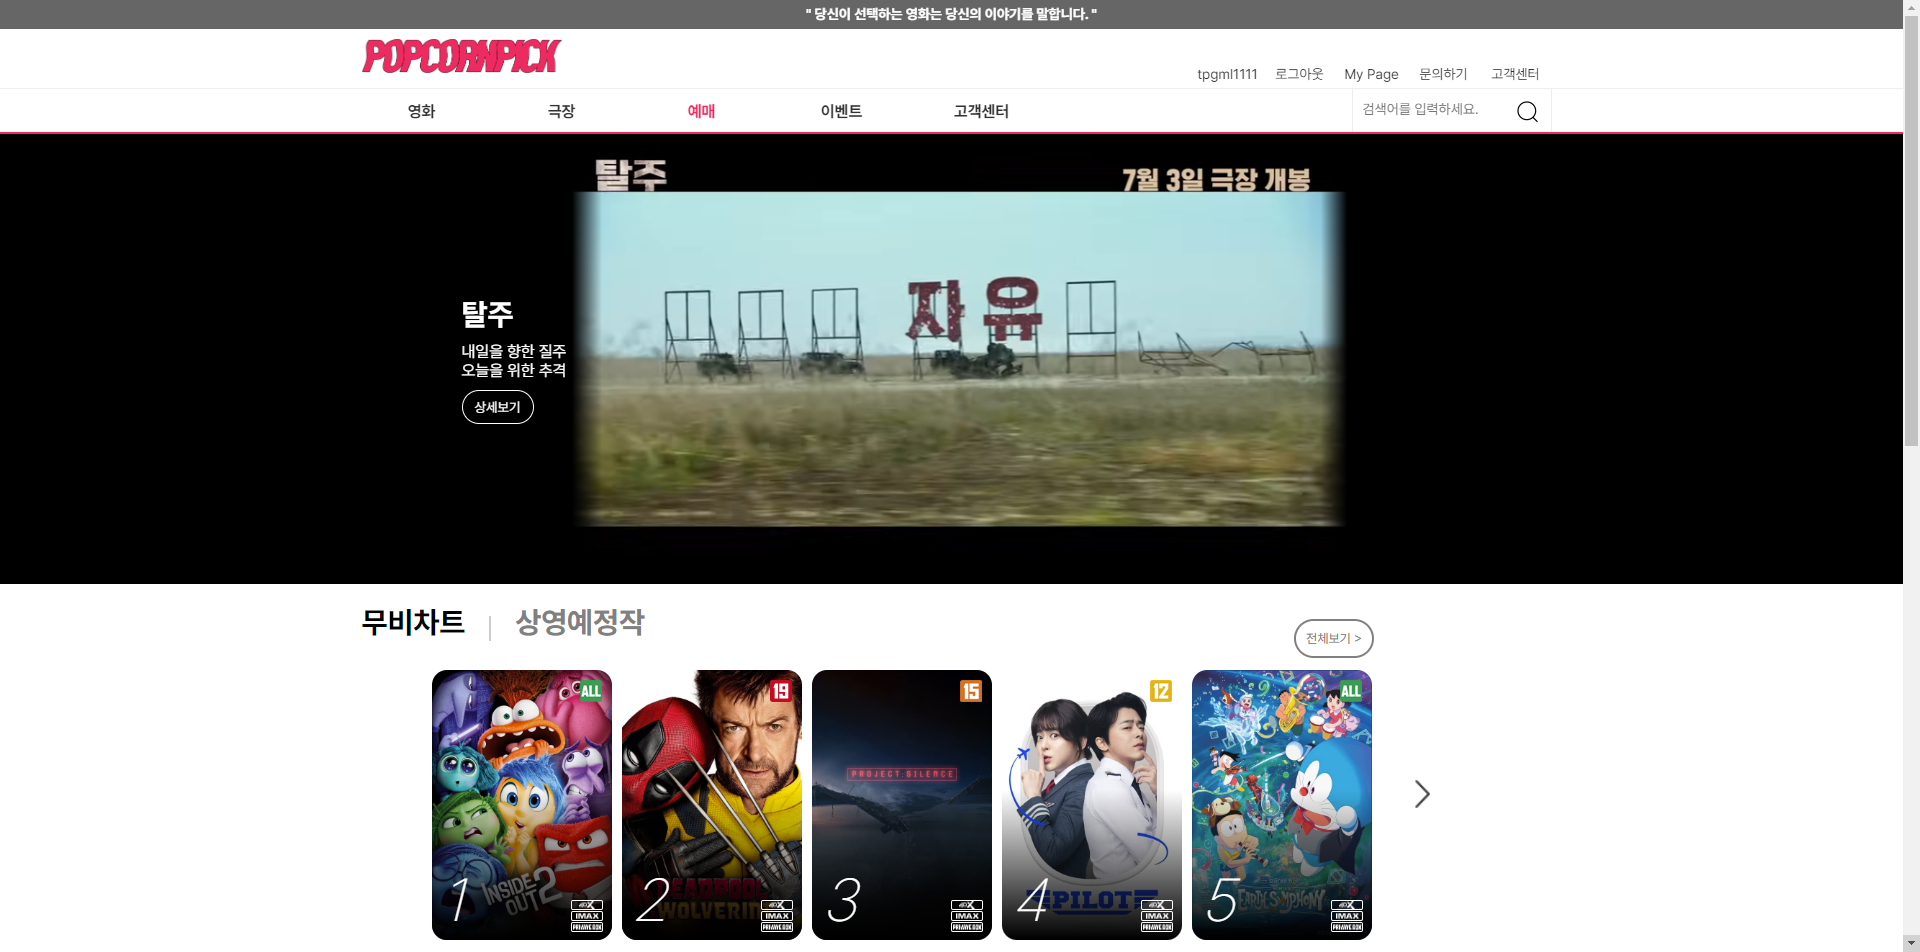 " 당신이 선택하는 영화는 당신의 이야기를 말합니다. "
POPCORNPICK
tpgml1111 로그아웃 My Page 문의하기 고객센터
영화 극장 예매 이벤트 고객센터 검색어를 입력하세요.
탈주 7월 3일 극장 개봉
자유
탈주
내일을 향한 질주
오늘을 위한 추격
상세보기
무비차트 상영예정작
전체보기 >
ALL 19 15 12 ALL
PROJECT SILENCE
1 INSIDE OUT 2
2 DEADPOOL WOLVERINE
3
4 PILOT
5 EARTH SYMPHONY
4DX 4DX 4DX 4DX 4DX
IMAX IMAX IMAX IMAX IMAX
PRIVATE BOX PRIVATE BOX PRIVATE BOX PRIVATE BOX PRIVATE BOX